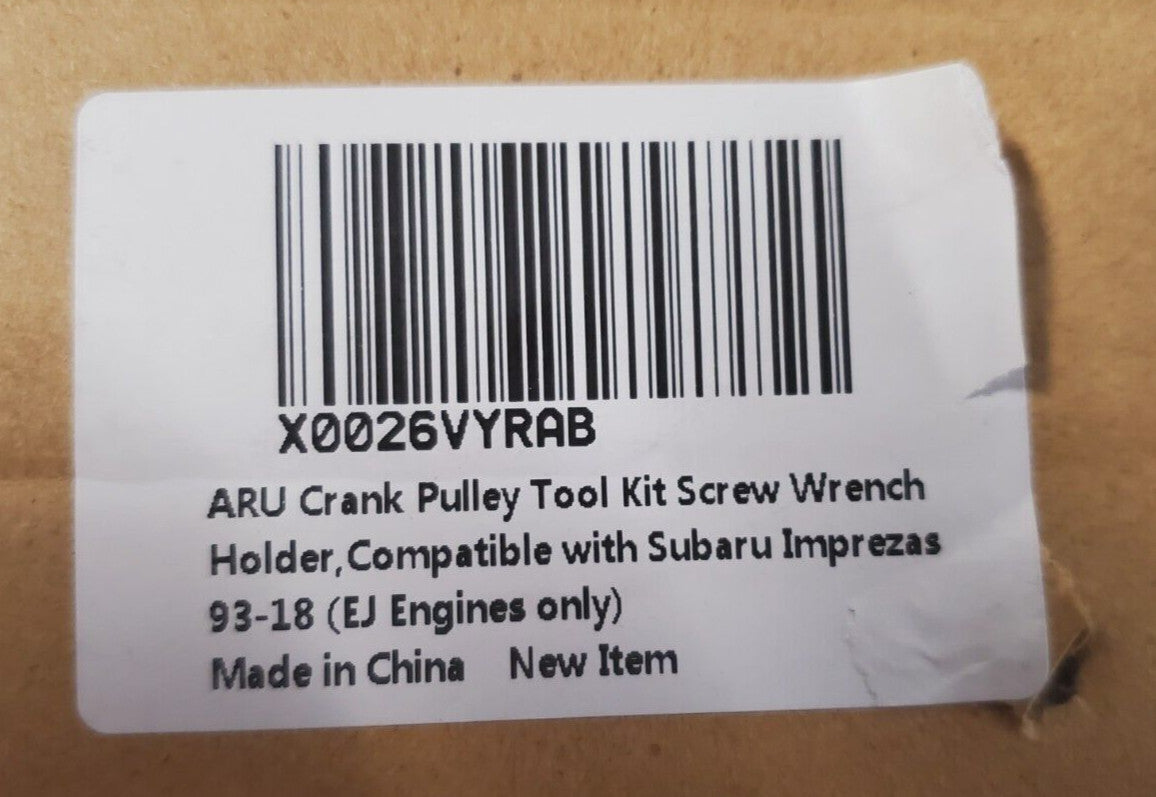 X0026VYRAB
ARU Crank Pulley Tool Kit Screw Wrench
Holder,Compatible with Subaru Imprezas
93-18 (EJ Engines only)
Made in China New Item